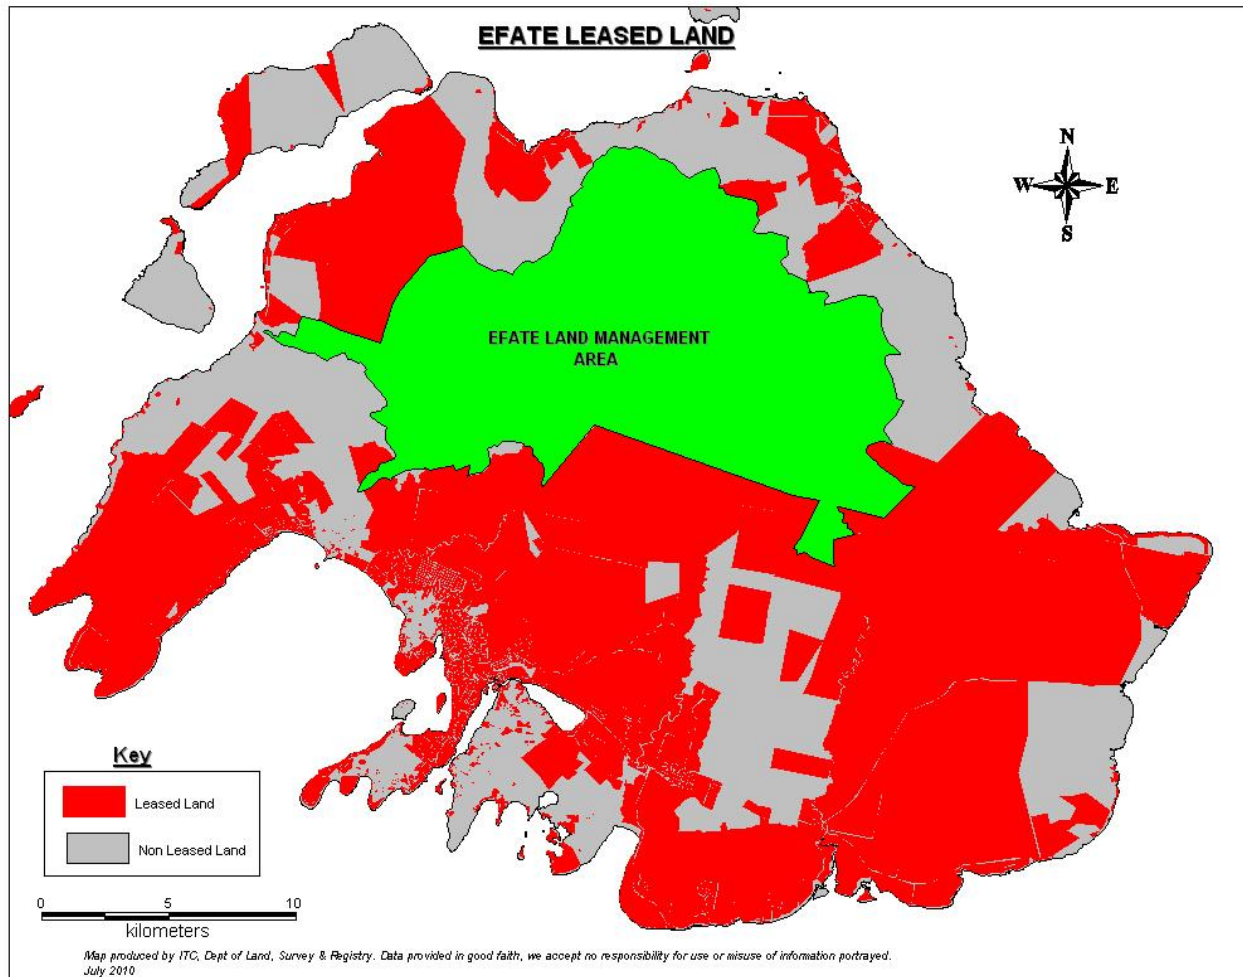 EFATE LEASED LAND
N
W E
S
EFATE LAND MANAGEMENT
AREA
Key
Leased Land
Non Leased Land
0 5 10
kilometers
Map produced by ITC, Dept of Land, Survey & Registry. Data provided in good faith, we accept no responsibility for use or misuse of information portrayed.
July 2010